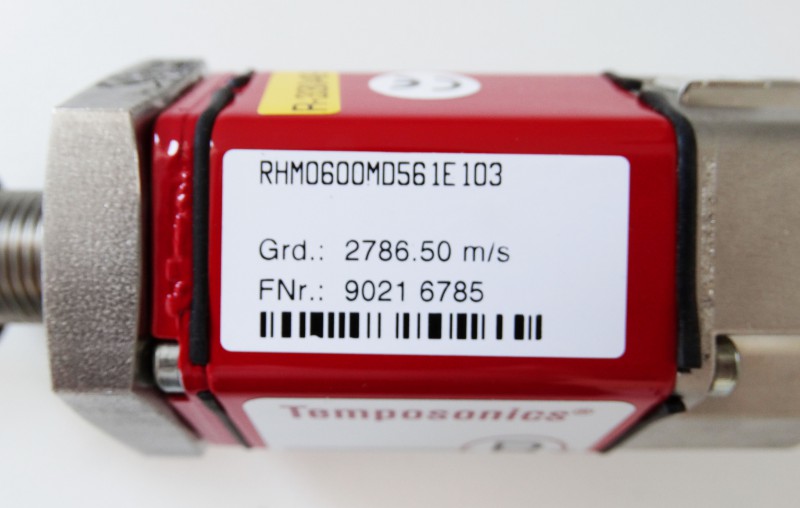 RHM0600MD561E103
Grd.: 2786.50 m/s
FNr.: 9021 6785
Temposonics®